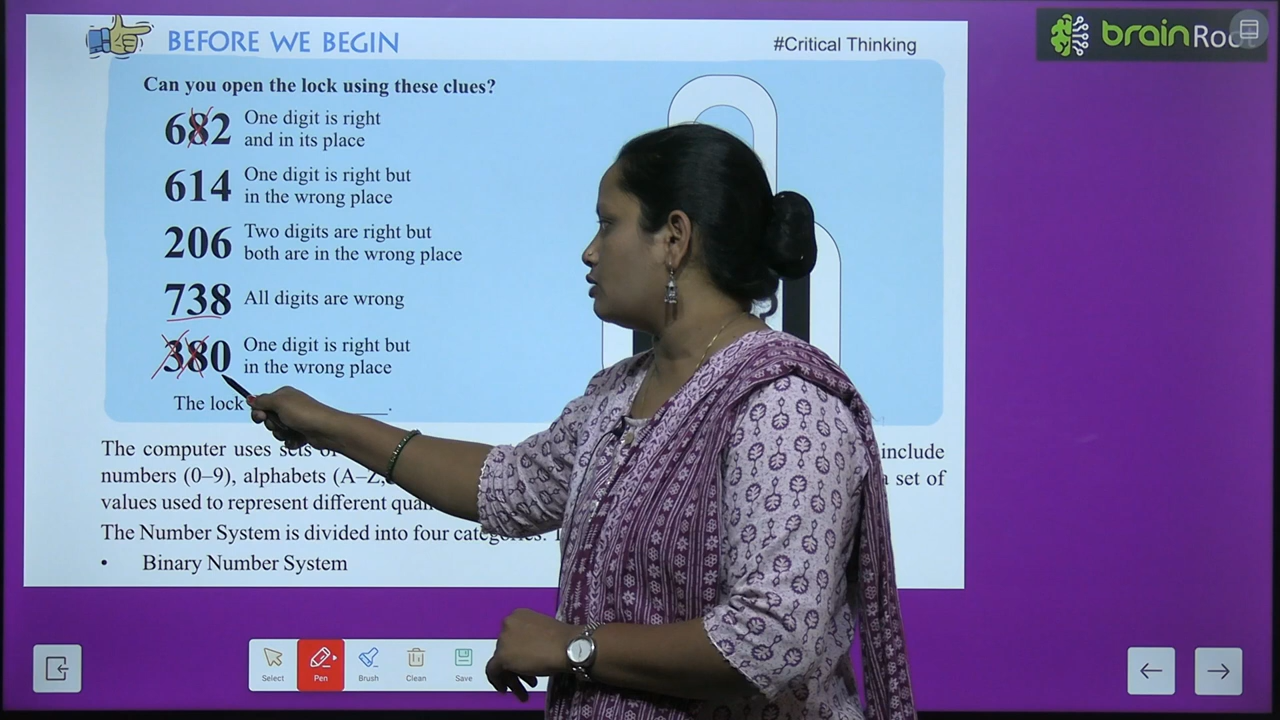 BEFORE WE BEGIN
#Critical Thinking
brainRoot
Can you open the lock using these clues?
682 One digit is right
and in its place
614 One digit is right but
in the wrong place
206 Two digits are right but
both are in the wrong place
738 All digits are wrong
380 One digit is right but
in the wrong place
The lock
The computer uses sets of include
numbers (0–9), alphabets (A–Z, a set of
values used to represent different
The Number System is divided into four categories.
• Binary Number System
Select Pen Brush Clean Save